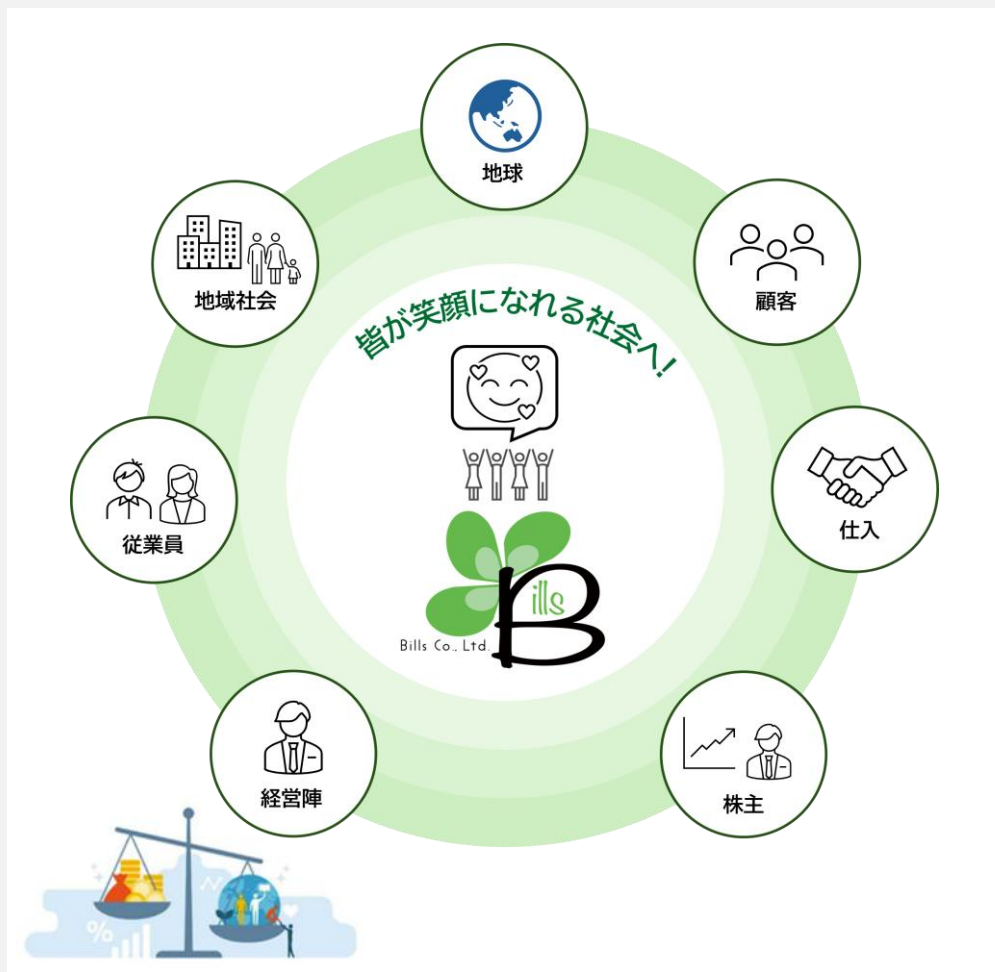 地球
地域社会
顧客
皆が笑顔になれる社会へ!
従業員
仕入
Bills
Bills Co., Ltd.
経営陣
株主
%